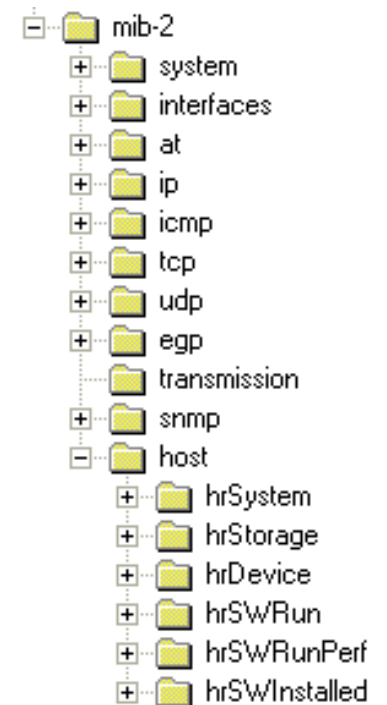 mib-2
system
interfaces
at
ip
icmp
tcp
udp
egp
transmission
snmp
host
hrSystem
hrStorage
hrDevice
hrSWRun
hrSWRunPerf
hrSWInstalled